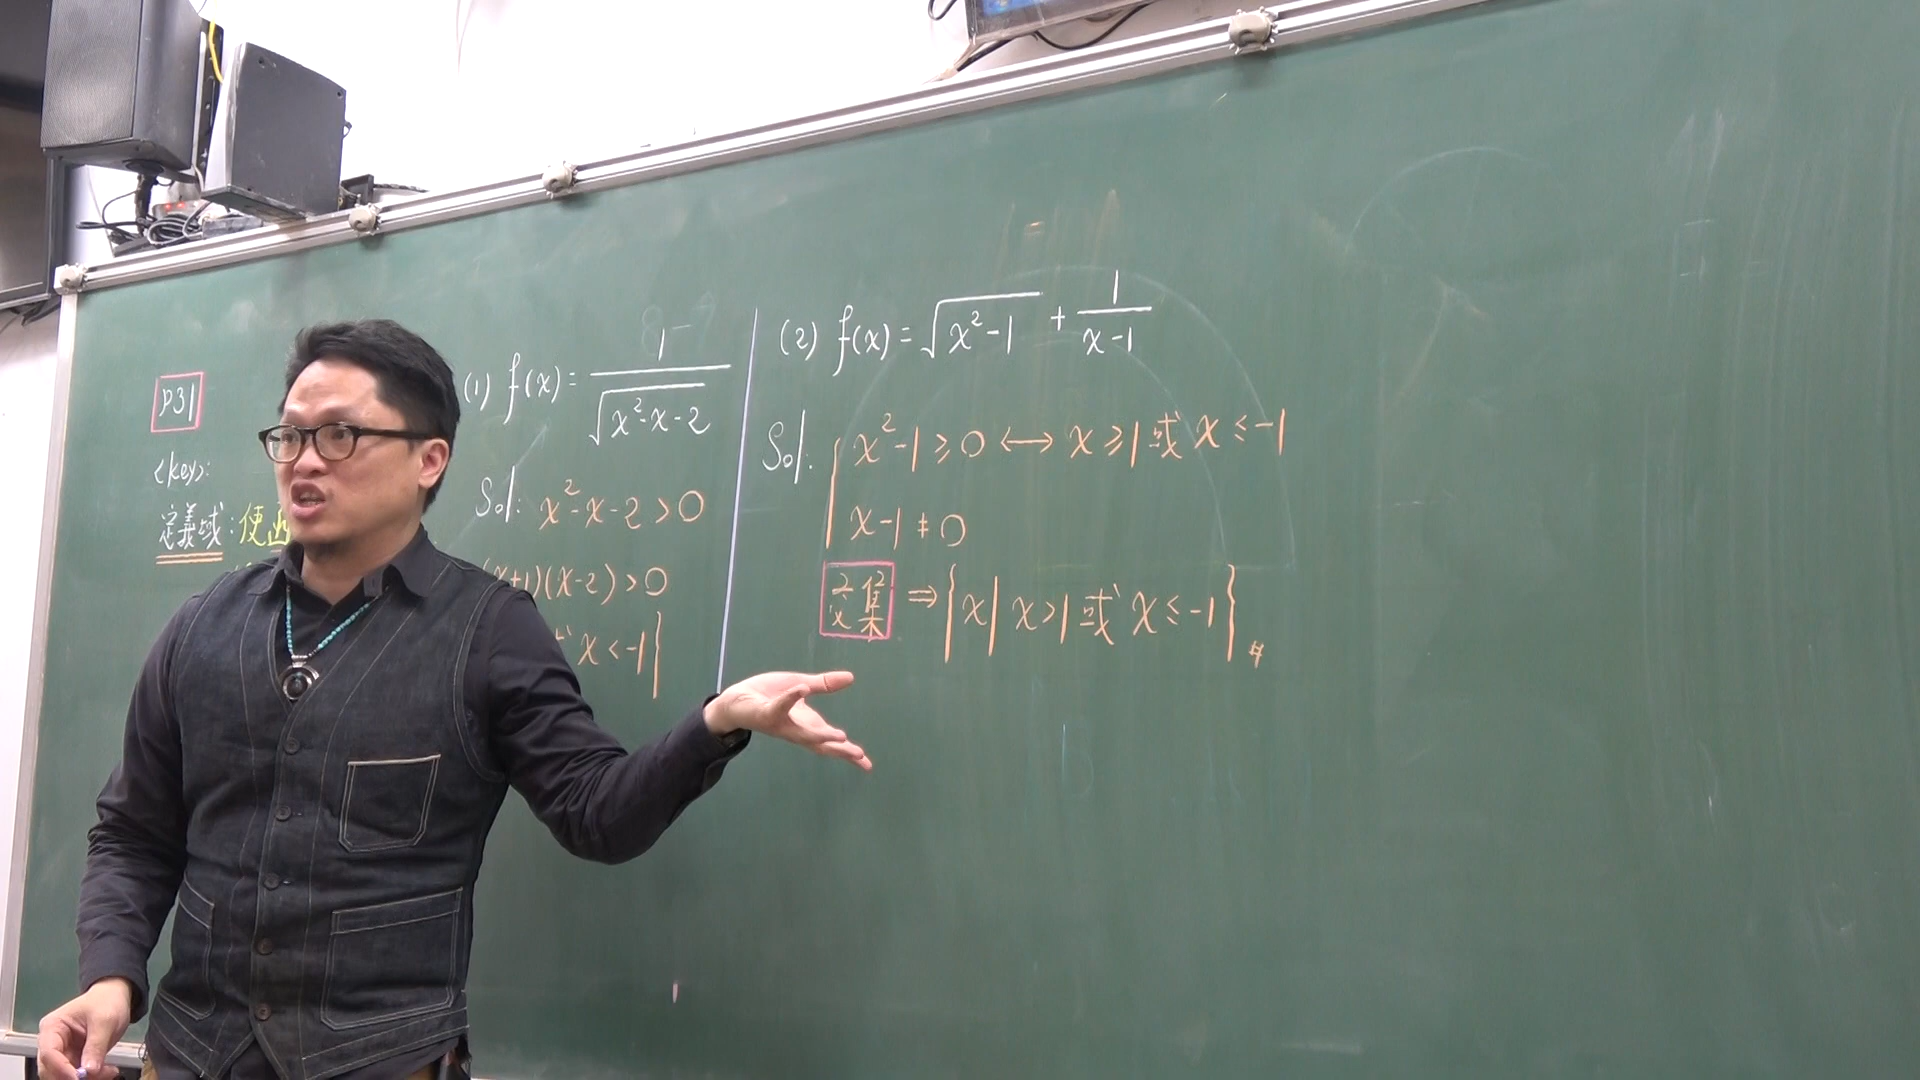 P31
<key>:
定義域:使
(1) f(x) = 1/√(x²-x-2)
Sol: x²-x-2 > 0
(x+1)(x-2) > 0
x < -1}
(2) f(x) = √(x²-1) + 1/(x-1)
Sol: { x²-1 ≥ 0 ↔ x ≥ 1 或 x ≤ -1
x-1 ≠ 0
交集 ⇒ {x | x > 1 或 x ≤ -1} #